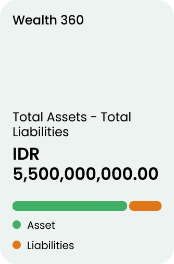 Wealth 360
Total Assets - Total
Liabilities
IDR
5,500,000,000.00
Asset
Liabilities